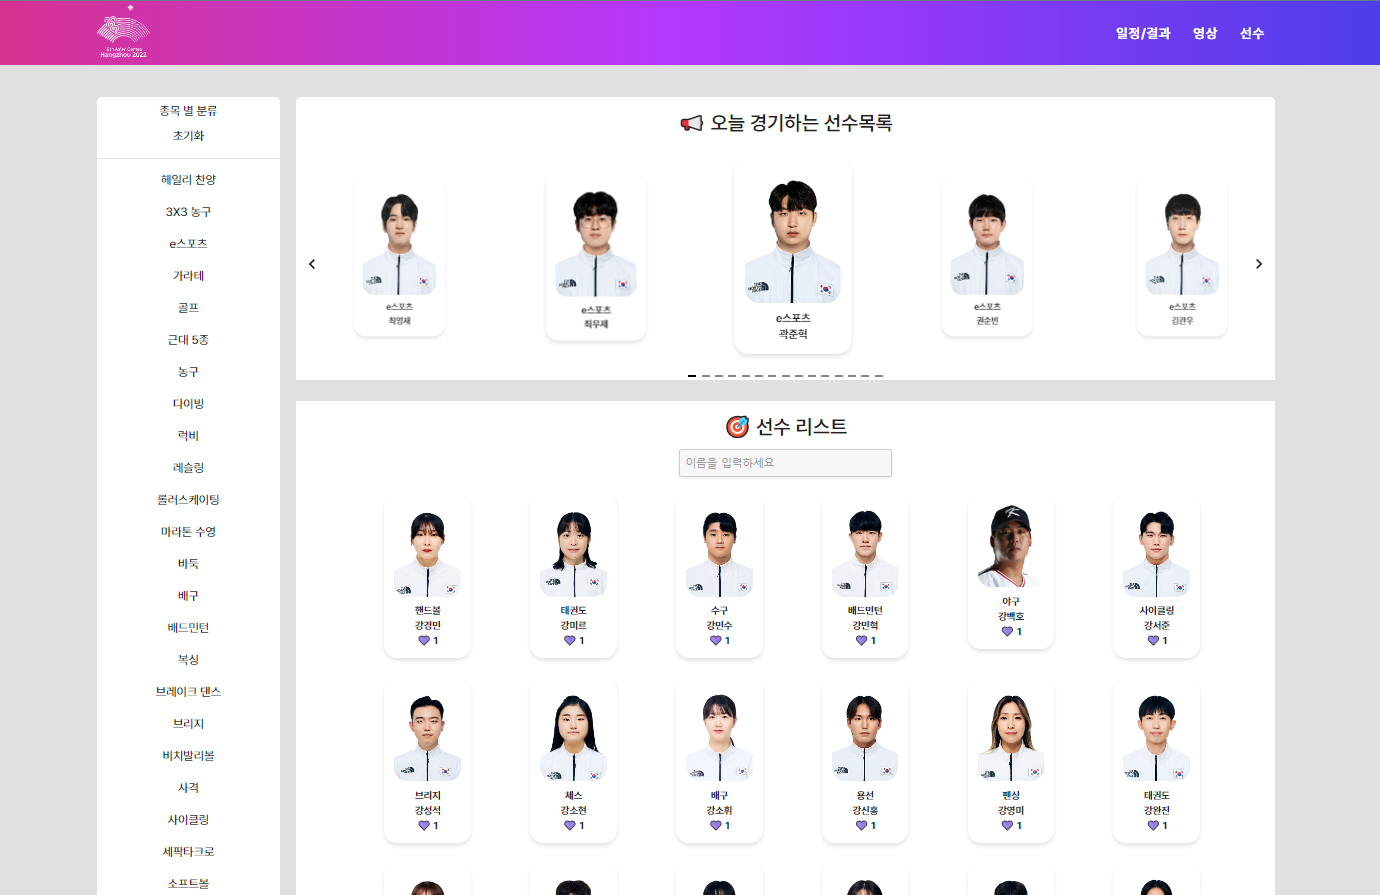 19th Asian Games
Hangzhou 2022
일정/결과
영상
선수
종목 별 분류
초기화
헤일리 찬양
3X3 농구
e스포츠
가라테
골프
근대 5종
농구
다이빙
럭비
레슬링
롤러스케이팅
마라톤 수영
바둑
배구
배드민턴
복싱
브레이크 댄스
브리지
비치발리볼
사격
사이클링
세팍타크로
소프트볼
오늘 경기하는 선수목록
e스포츠
최영재
e스포츠
최우제
e스포츠
곽준혁
e스포츠
권순빈
e스포츠
김관우
선수 리스트
이름을 입력하세요
핸드볼
강경민
1
태권도
강미르
1
수구
강민수
1
배드민턴
강민혁
1
야구
강백호
1
사이클링
강서준
1
브리지
강성석
1
체스
강소현
1
배구
강소휘
1
용선
강신홍
1
펜싱
강영미
1
태권도
강완진
1